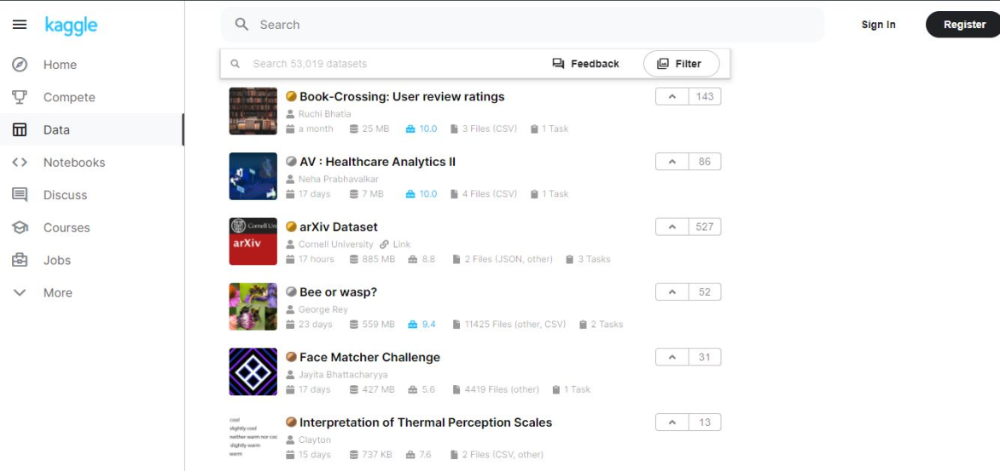 kaggle
Search
Sign In
Register
Home
Compete
Data
Notebooks
Discuss
Courses
Jobs
More
Search 53,019 datasets
Feedback
Filter
Book-Crossing: User review ratings
143
Ruchi Bhatia
a month 25 MB 10.0 3 Files (CSV) 1 Task
AV : Healthcare Analytics II
86
Neha Prabhavalkar
17 days 7 MB 10.0 4 Files (CSV) 1 Task
Cornell Un
arXiv
arXiv Dataset
527
Cornell University Link
17 hours 885 MB 8.8 2 Files (JSON, other) 3 Tasks
Bee or wasp?
52
George Rey
23 days 559 MB 9.4 11425 Files (other, CSV) 2 Tasks
Face Matcher Challenge
31
Jayita Bhattacharyya
17 days 427 MB 5.6 4419 Files (other) 1 Task
cool
slightly cool
neither warm nor coo
slightly warm
warm
Interpretation of Thermal Perception Scales
13
Clayton
15 days 737 KB 7.6 2 Files (CSV, other)